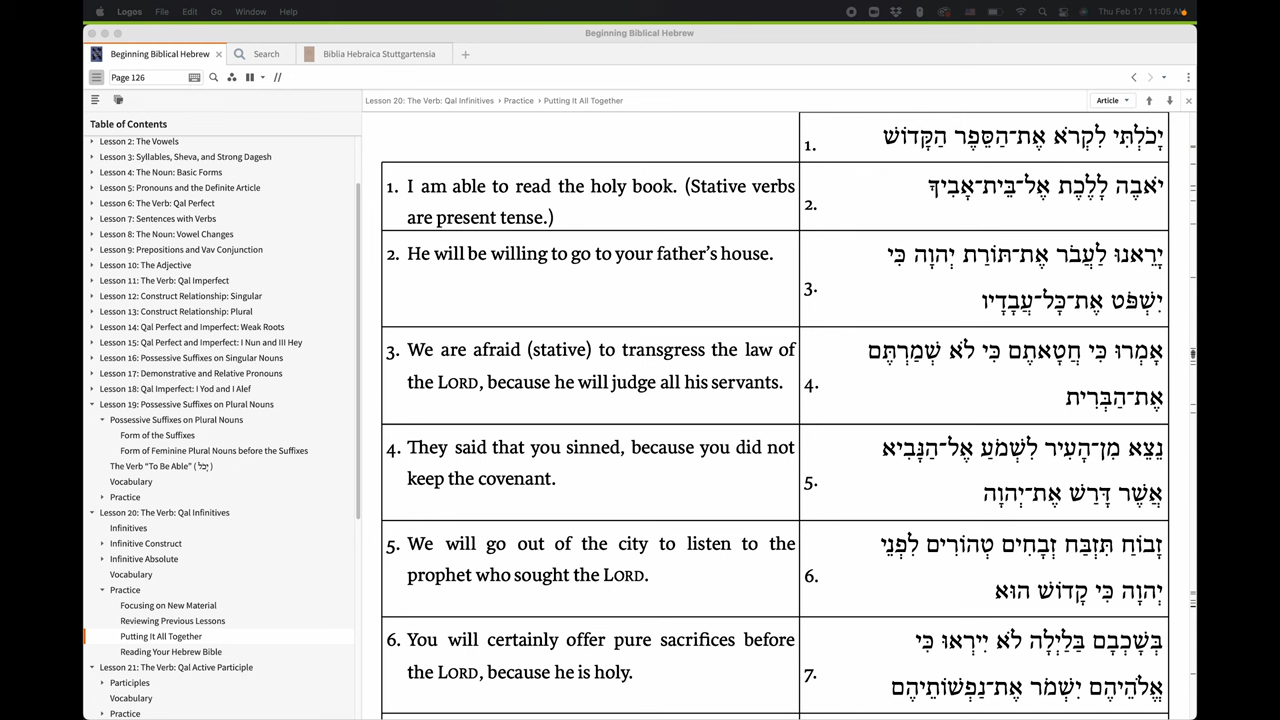 Logos File Edit Go Window Help Thu Feb 17 11:05 AM
Beginning Biblical Hebrew
Beginning Biblical Hebrew Search Biblia Hebraica Stuttgartensia
Page 126
Lesson 20: The Verb: Qal Infinitives › Practice › Putting It All Together Article
Table of Contents
Lesson 2: The Vowels
Lesson 3: Syllables, Sheva, and Strong Dagesh
Lesson 4: The Noun: Basic Forms
Lesson 5: Pronouns and the Definite Article
Lesson 6: The Verb: Qal Perfect
Lesson 7: Sentences with Verbs
Lesson 8: The Noun: Vowel Changes
Lesson 9: Prepositions and Vav Conjunction
Lesson 10: The Adjective
Lesson 11: The Verb: Qal Imperfect
Lesson 12: Construct Relationship: Singular
Lesson 13: Construct Relationship: Plural
Lesson 14: Qal Perfect and Imperfect: Weak Roots
Lesson 15: Qal Perfect and Imperfect: I Nun and III Hey
Lesson 16: Possessive Suffixes on Singular Nouns
Lesson 17: Demonstrative and Relative Pronouns
Lesson 18: Qal Imperfect: I Yod and I Alef
Lesson 19: Possessive Suffixes on Plural Nouns
Possessive Suffixes on Plural Nouns
Form of the Suffixes
Form of Feminine Plural Nouns before the Suffixes
The Verb "To Be Able" (יָכֹל)
Vocabulary
Practice
Lesson 20: The Verb: Qal Infinitives
Infinitives
Infinitive Construct
Infinitive Absolute
Vocabulary
Practice
Focusing on New Material
Reviewing Previous Lessons
Putting It All Together
Reading Your Hebrew Bible
Lesson 21: The Verb: Qal Active Participle
Participles
Vocabulary
Practice
1. I am able to read the holy book. (Stative verbs
are present tense.)
2. He will be willing to go to your father's house.
3. We are afraid (stative) to transgress the law of
the LORD, because he will judge all his servants.
4. They said that you sinned, because you did not
keep the covenant.
5. We will go out of the city to listen to the
prophet who sought the LORD.
6. You will certainly offer pure sacrifices before
the LORD, because he is holy.
1. יָכֹלְתִּי לִקְרֹא אֶת־הַסֵּפֶר הַקָּדוֹשׁ
2. יֹאבֶה לָלֶכֶת אֶל־בֵּית־אָבִיךָ
3. יָרֵאנוּ לַעֲבֹר אֶת־תּוֹרַת יְהוָה כִּי
יִשְׁפֹּט אֶת־כָּל־עֲבָדָיו
4. אָמְרוּ כִּי חֲטָאתֶם כִּי לֹא שְׁמַרְתֶּם
אֶת־הַבְּרִית
5. נֵצֵא מִן־הָעִיר לִשְׁמֹעַ אֶל־הַנָּבִיא
אֲשֶׁר דָּרַשׁ אֶת־יְהוָה
6. זָבוֹחַ תִּזְבַּח זְבָחִים טְהוֹרִים לִפְנֵי
יְהוָה כִּי קָדוֹשׁ הוּא
7. בְּשָׁכְבָם בַּלַּיְלָה לֹא יִירְאוּ כִּי
אֱלֹהֵיהֶם יִשְׁמֹר אֶת־נַפְשׁוֹתֵיהֶם